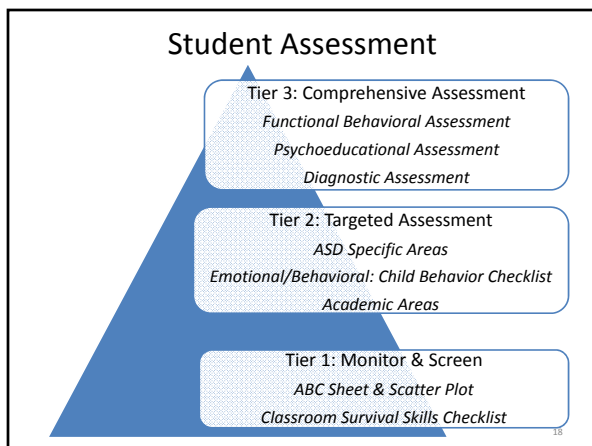 Student Assessment
Tier 3: Comprehensive Assessment
Functional Behavioral Assessment
Psychoeducational Assessment
Diagnostic Assessment
Tier 2: Targeted Assessment
ASD Specific Areas
Emotional/Behavioral: Child Behavior Checklist
Academic Areas
Tier 1: Monitor & Screen
ABC Sheet & Scatter Plot
Classroom Survival Skills Checklist
18